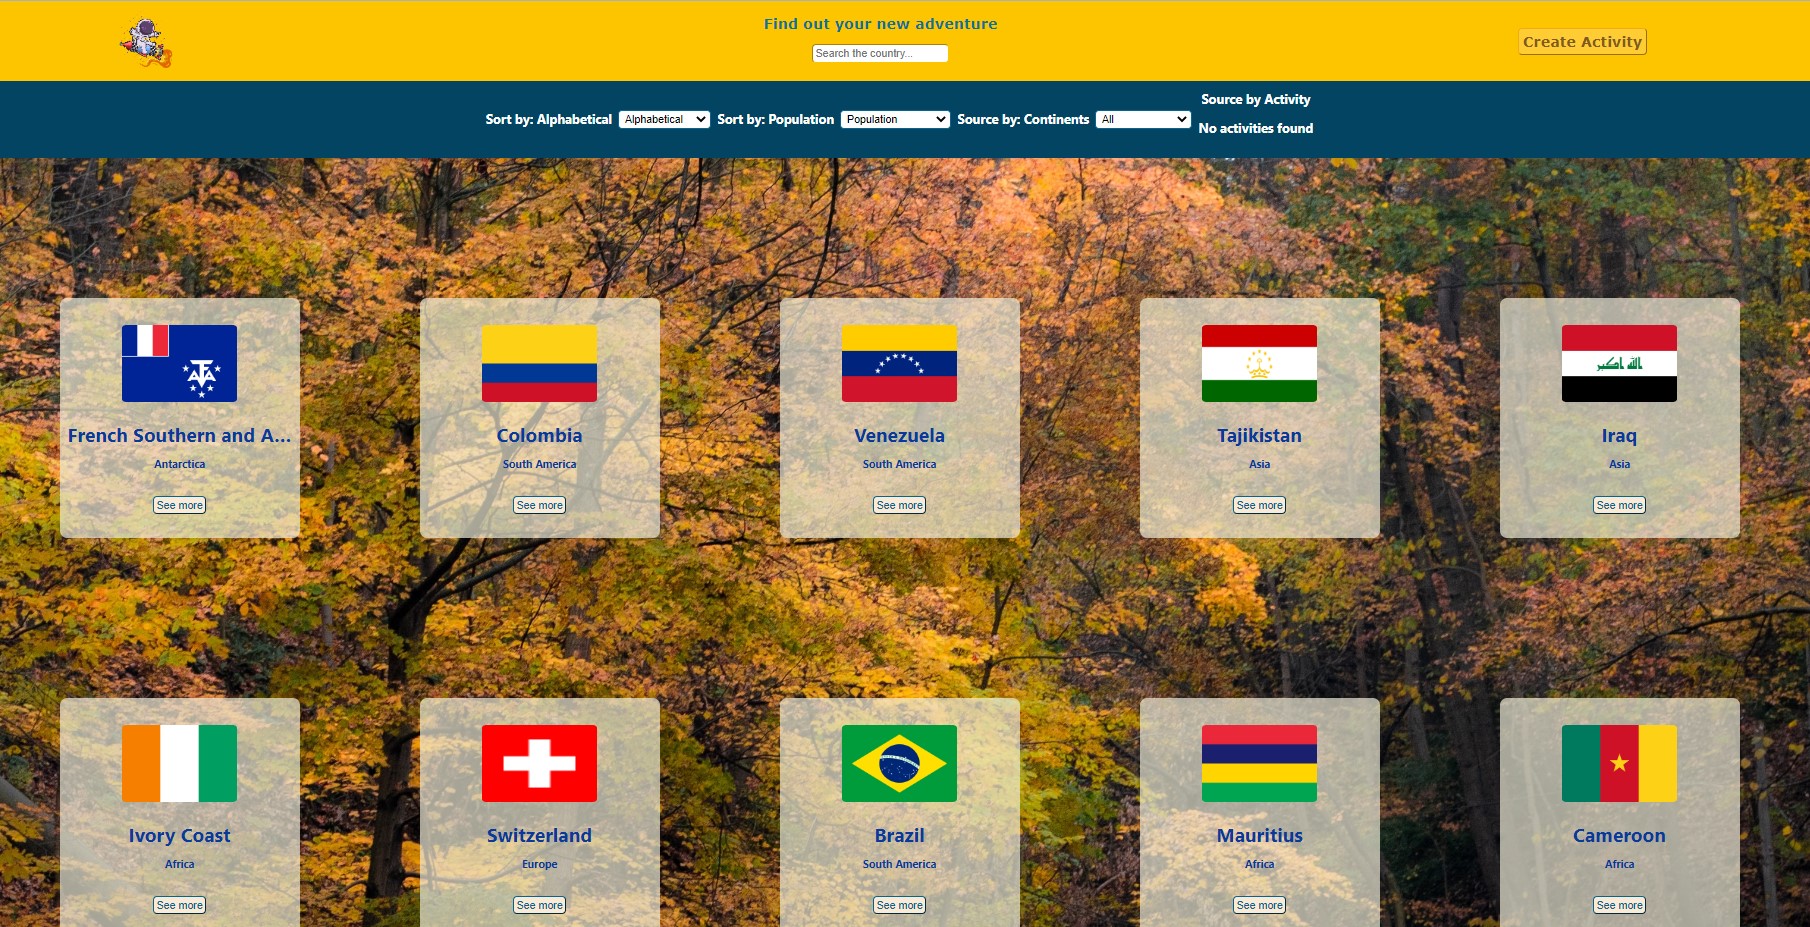 Find out your new adventure
Search the country...
Create Activity
Sort by: Alphabetical Alphabetical Sort by: Population Population Source by: Continents All
Source by Activity
No activities found
French Southern and A...
Antarctica
See more
Colombia
South America
See more
Venezuela
South America
See more
Tajikistan
Asia
See more
Iraq
Asia
See more
Ivory Coast
Africa
See more
Switzerland
Europe
See more
Brazil
South America
See more
Mauritius
Africa
See more
Cameroon
Africa
See more